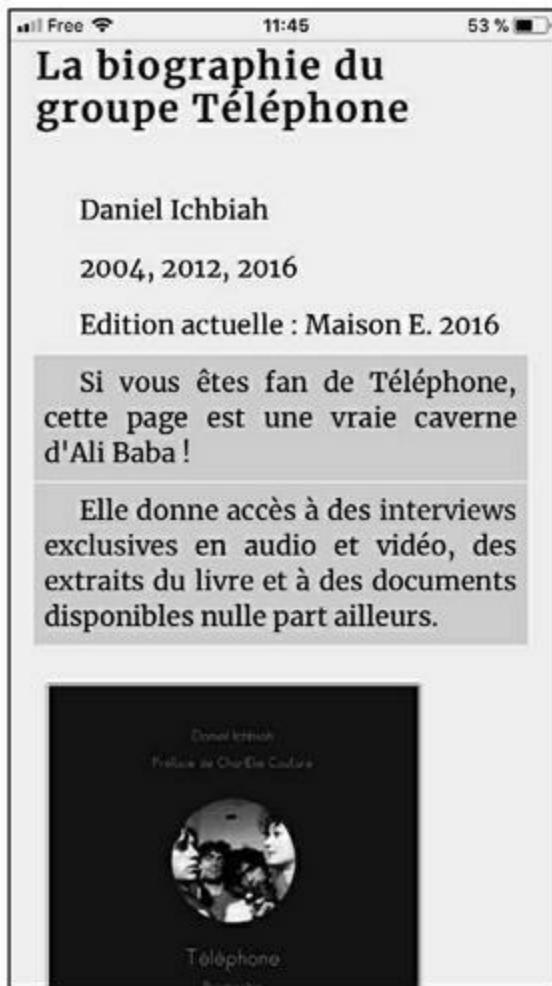 Free 11:45 53 %
La biographie du
groupe Téléphone
Daniel Ichbiah
2004, 2012, 2016
Edition actuelle : Maison E. 2016
Si vous êtes fan de Téléphone,
cette page est une vraie caverne
d'Ali Baba !
Elle donne accès à des interviews
exclusives en audio et vidéo, des
extraits du livre et à des documents
disponibles nulle part ailleurs.
Daniel Ichbiah
Préface de CharElie Couture
Téléphone